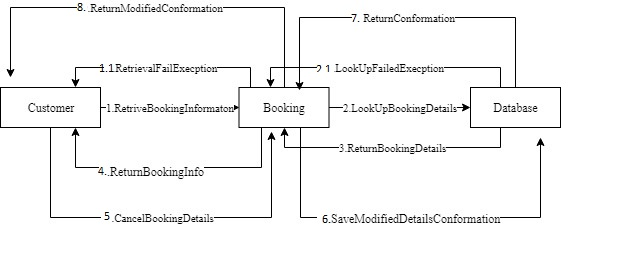 8. .ReturnModifiedConformation
7. ReturnConformation
1.1RetrievalFailExecption
2 1 LookUpFailedExecption
Customer
1.RetriveBookingInformaton
Booking
2.LookUpBookingDetails
Database
3.ReturnBookingDetails
4..ReturnBookingInfo
5.CancelBookingDetails
6.SaveModifiedDetailsConformation